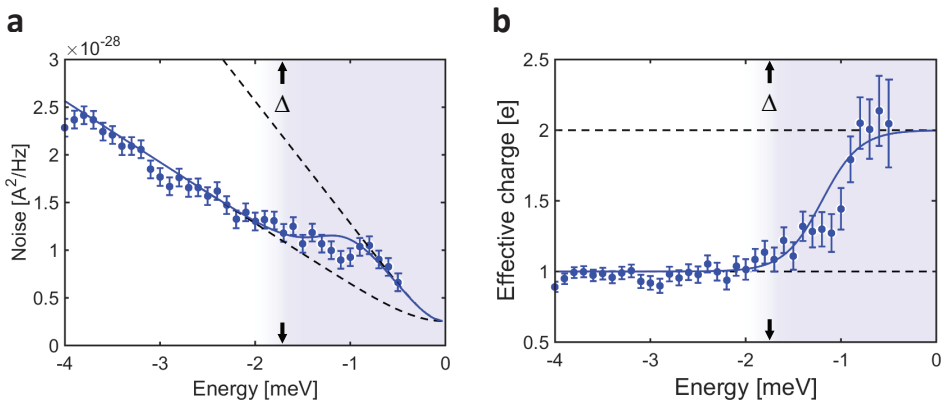 a
×10⁻²⁸
3
2.5
2
1.5
1
0.5
0
Noise [A²/Hz]
Δ
-4
-3
-2
-1
0
Energy [meV]
b
2.5
2
1.5
1
0.5
Effective charge [e]
Δ
-4
-3
-2
-1
0
Energy [meV]